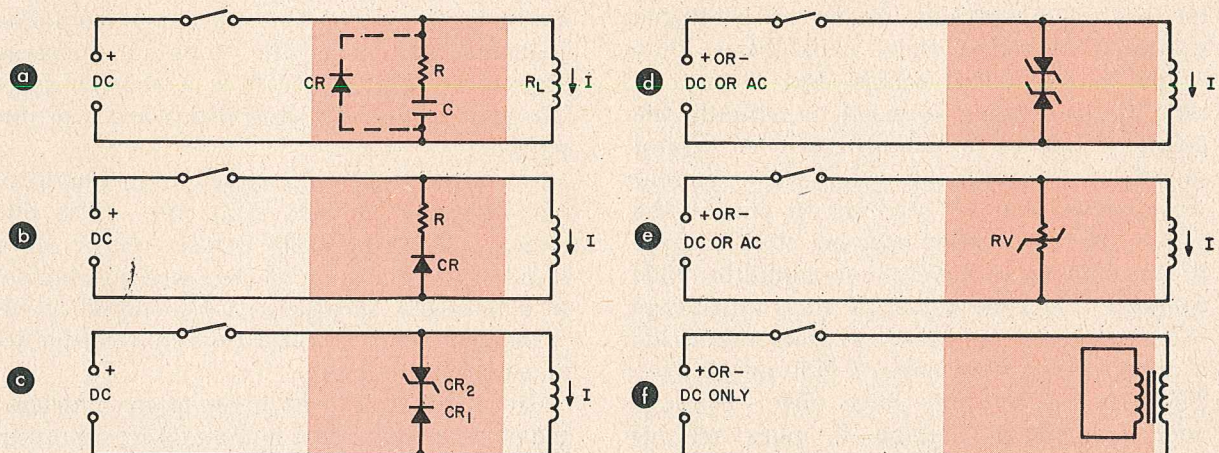 a
+
DC
CR
R
C
RL
I
b
+
DC
R
CR
I
c
+
DC
CR2
CR1
I
d
+OR-
DC OR AC
I
e
+OR-
DC OR AC
RV
I
f
+OR-
DC ONLY